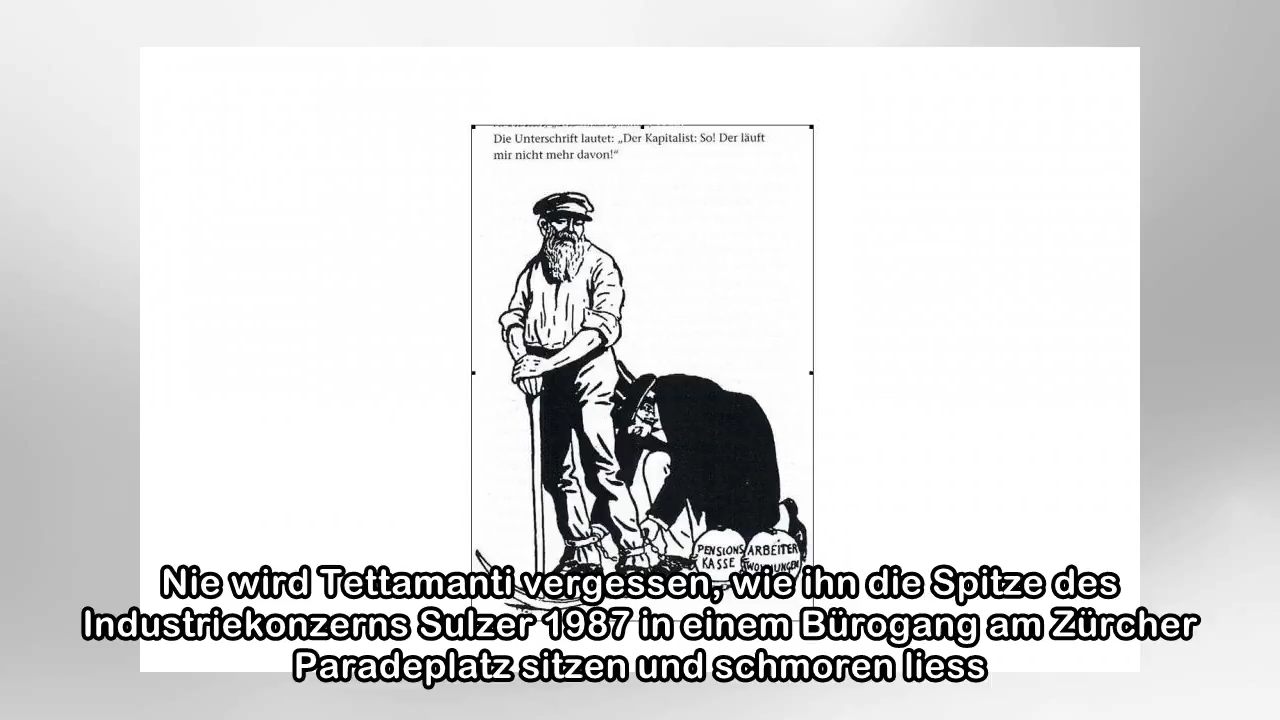 Die Unterschrift lautet: „Der Kapitalist: So! Der läuft
mir nicht mehr davon!“
PENSIONS
KASSE
ARBEITER
WOHNUNGEN
Nie wird Tettamanti vergessen, wie ihn die Spitze des
Industriekonzerns Sulzer 1987 in einem Bürogang am Zürcher
Paradeplatz sitzen und schmoren liess